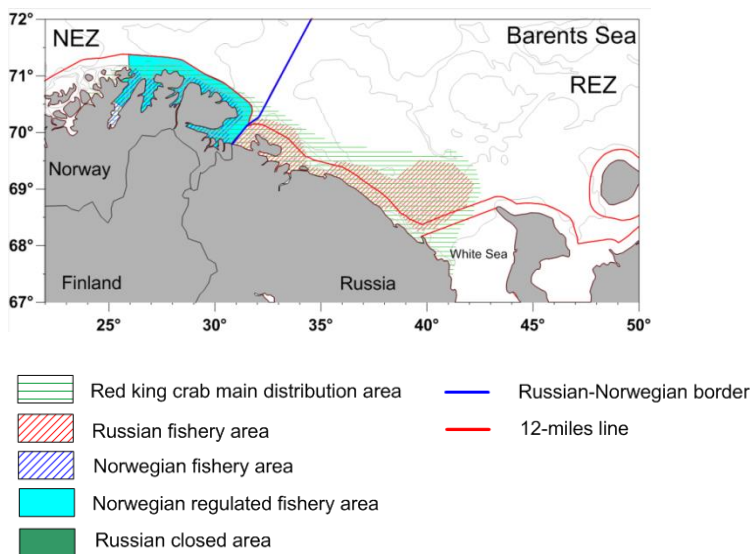 72°
NEZ
Barents Sea
71°
REZ
70°
Norway
69°
68°
White Sea
Finland
Russia
67°
25°
30°
35°
40°
45°
50°
Red king crab main distribution area
Russian-Norwegian border
Russian fishery area
12-miles line
Norwegian fishery area
Norwegian regulated fishery area
Russian closed area